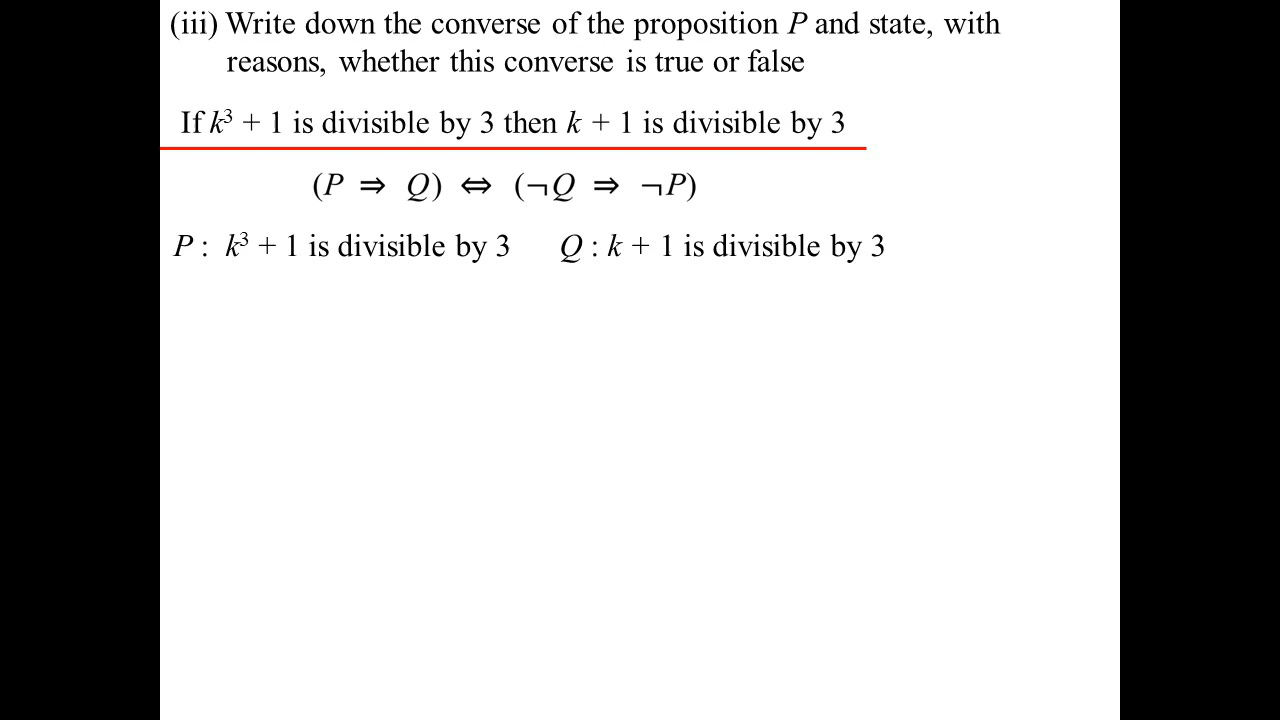 (iii) Write down the converse of the proposition P and state, with
reasons, whether this converse is true or false
If k³ + 1 is divisible by 3 then k + 1 is divisible by 3
(P ⇒ Q) ⇔ (¬Q ⇒ ¬P)
P : k³ + 1 is divisible by 3 Q : k + 1 is divisible by 3